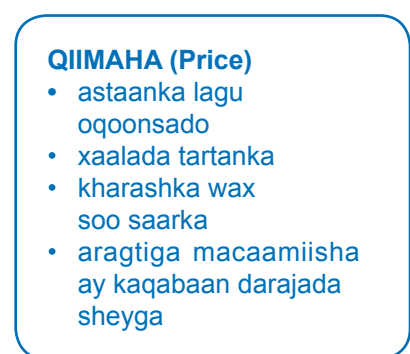 QIIMAHA (Price)
• astaanka lagu
oqoonsado
• xaalada tartanka
• kharashka wax
soo saarka
• aragtiga macaamiisha
ay kaqabaan darajada
sheyga